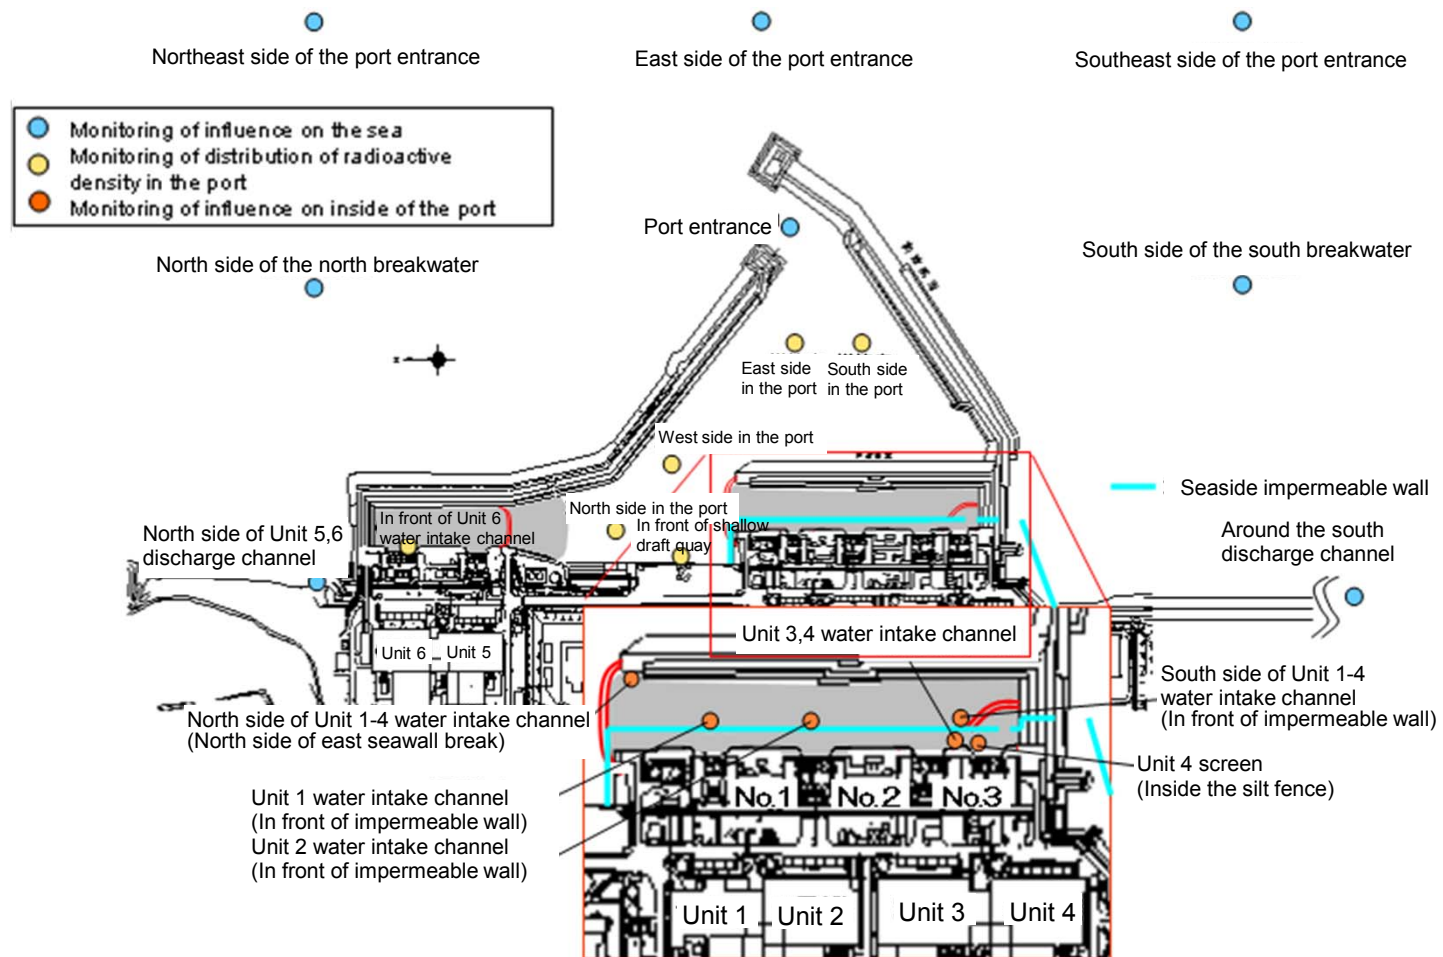 Northeast side of the port entrance
East side of the port entrance
Southeast side of the port entrance
Monitoring of influence on the sea
Monitoring of distribution of radioactive
density in the port
Monitoring of influence on inside of the port
Port entrance
North side of the north breakwater
South side of the south breakwater
East side
in the port
South side
in the port
West side in the port
Seaside impermeable wall
North side in the port
In front of shallow
draft quay
In front of Unit 6
water intake channel
North side of Unit 5,6
discharge channel
Around the south
discharge channel
Unit 6
Unit 5
Unit 3,4 water intake channel
South side of Unit 1-4
water intake channel
(In front of impermeable wall)
North side of Unit 1-4 water intake channel
(North side of east seawall break)
Unit 4 screen
(Inside the silt fence)
Unit 1 water intake channel
(In front of impermeable wall)
Unit 2 water intake channel
(In front of impermeable wall)
No.1
No.2
No.3
Unit 1
Unit 2
Unit 3
Unit 4